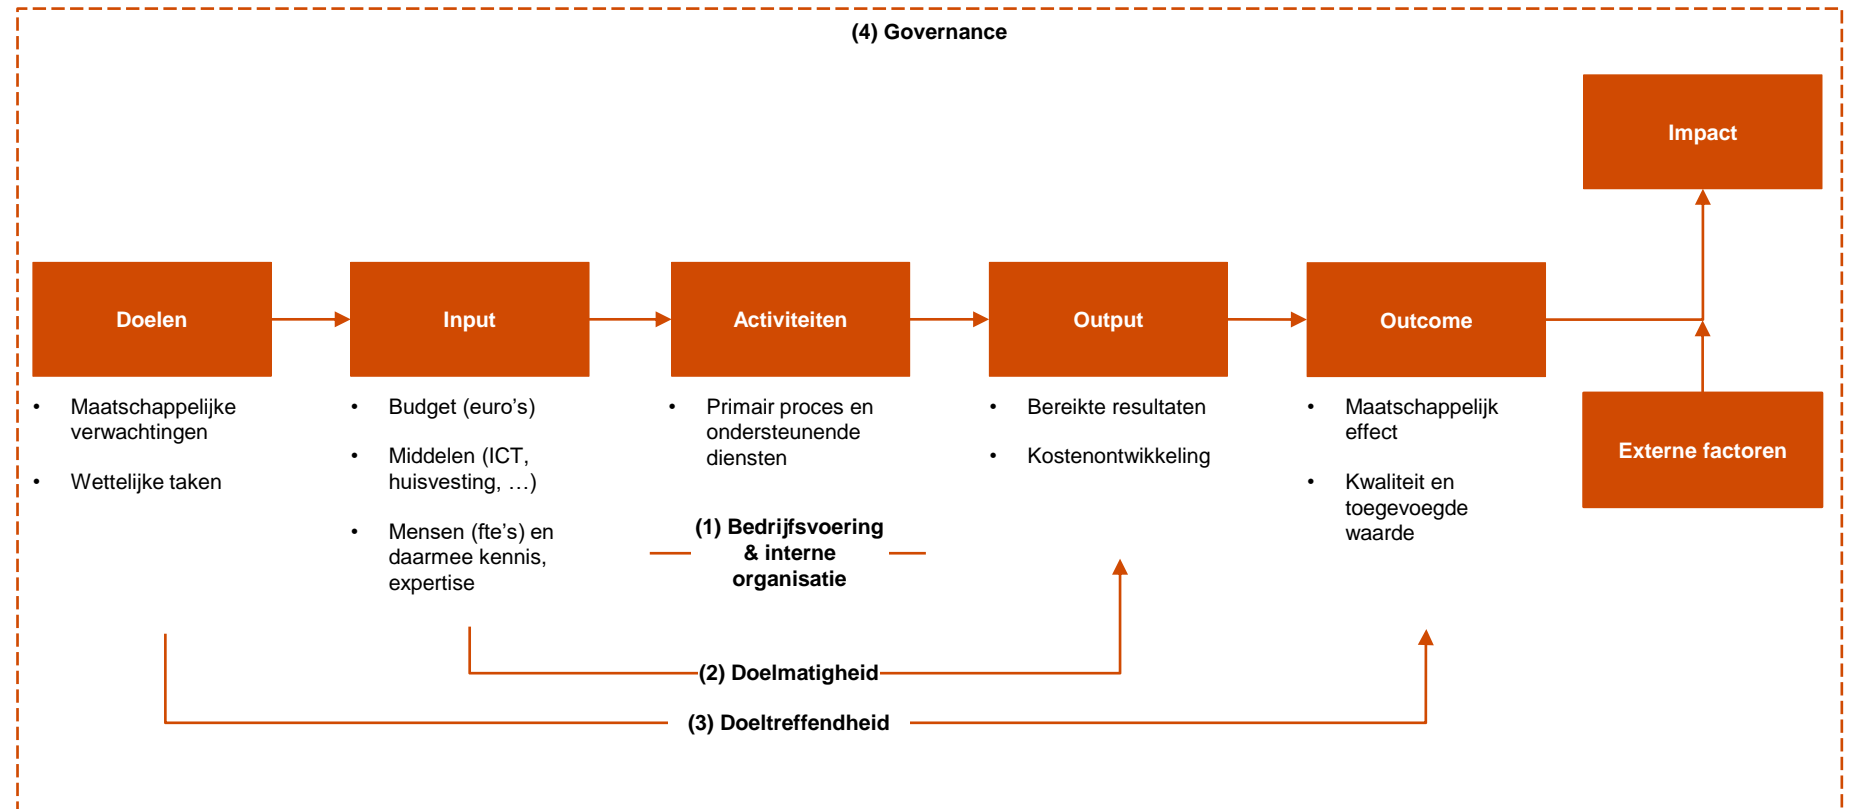 (4) Governance
Impact
Doelen
Input
Activiteiten
Output
Outcome
Externe factoren
• Maatschappelijke
verwachtingen
• Wettelijke taken
• Budget (euro’s)
• Middelen (ICT,
huisvesting, …)
• Mensen (fte’s) en
daarmee kennis,
expertise
• Primair proces en
ondersteunende
diensten
• Bereikte resultaten
• Kostenontwikkeling
• Maatschappelijk
effect
• Kwaliteit en
toegevoegde
waarde
(1) Bedrijfsvoering
& interne
organisatie
(2) Doelmatigheid
(3) Doeltreffendheid